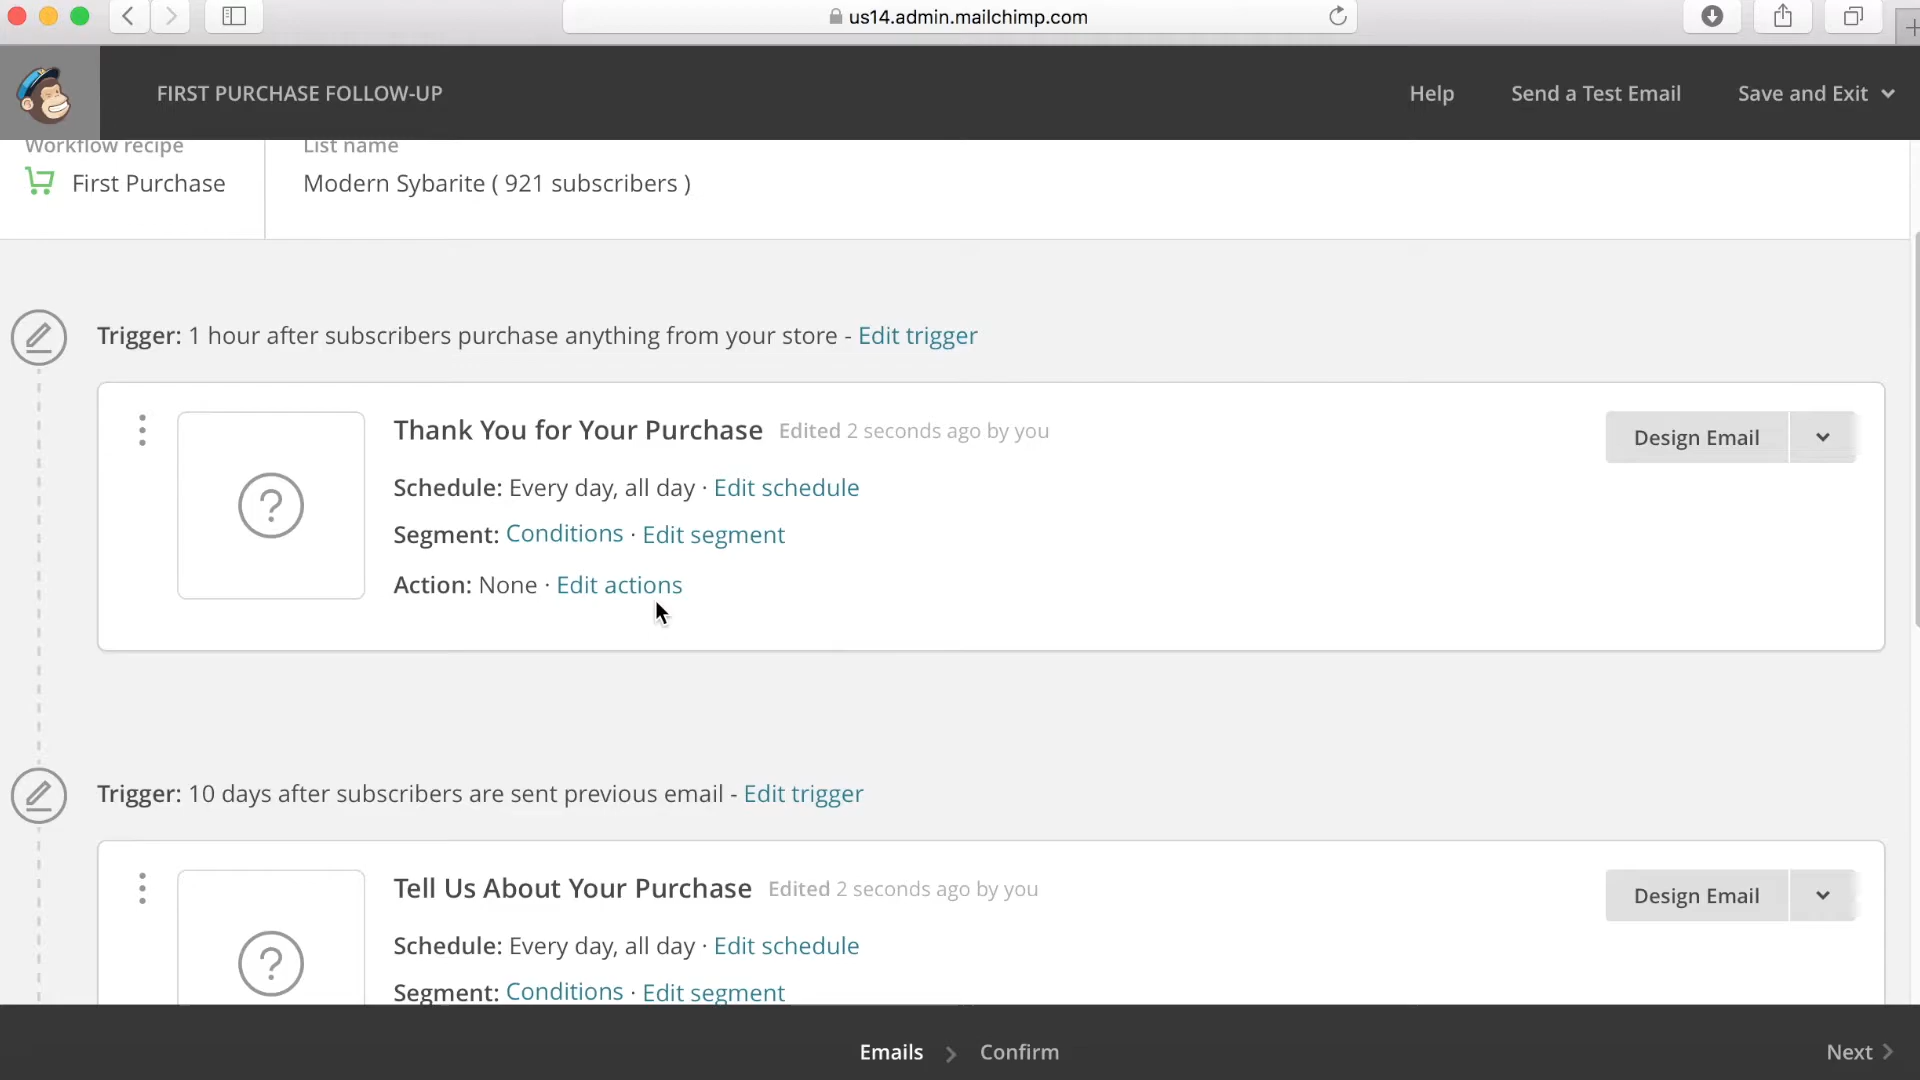 us14.admin.mailchimp.com
FIRST PURCHASE FOLLOW-UP
Help
Send a Test Email
Save and Exit
Workflow recipe
List name
First Purchase
Modern Sybarite ( 921 subscribers )
Trigger: 1 hour after subscribers purchase anything from your store - Edit trigger
Thank You for Your Purchase Edited 2 seconds ago by you
Design Email
Schedule: Every day, all day · Edit schedule
Segment: Conditions · Edit segment
Action: None · Edit actions
Trigger: 10 days after subscribers are sent previous email - Edit trigger
Tell Us About Your Purchase Edited 2 seconds ago by you
Design Email
Schedule: Every day, all day · Edit schedule
Segment: Conditions · Edit segment
Emails > Confirm
Next >